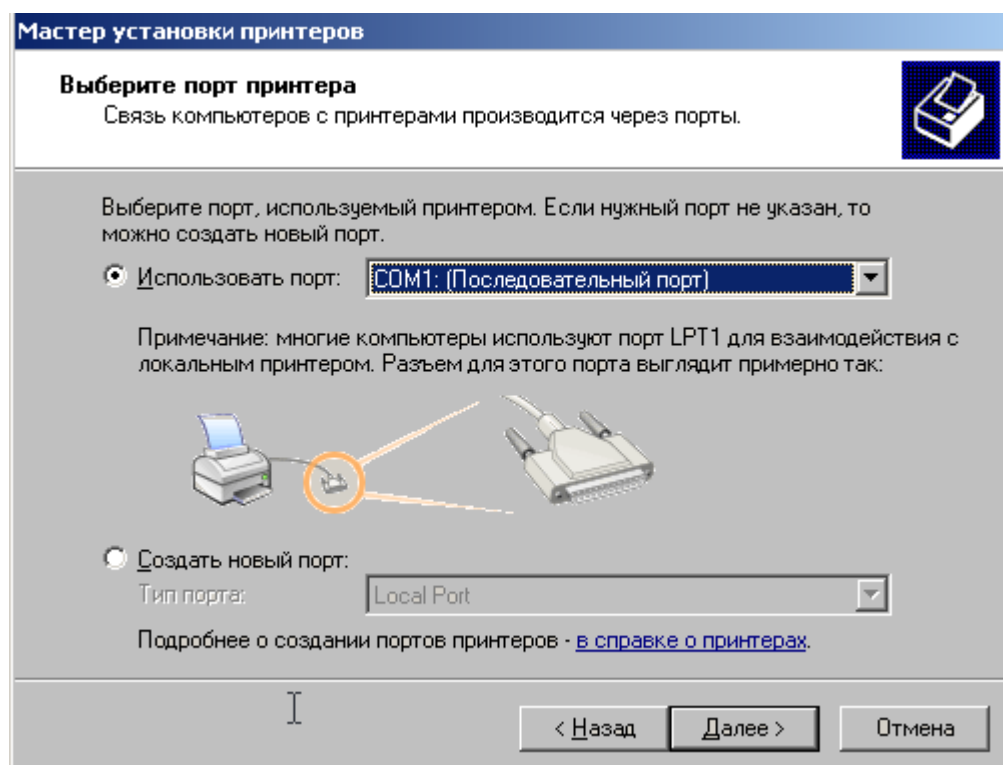 Мастер установки принтеров
Выберите порт принтера
Связь компьютеров с принтерами производится через порты.
Выберите порт, используемый принтером. Если нужный порт не указан, то
можно создать новый порт.
Использовать порт: COM1: (Последовательный порт)
Примечание: многие компьютеры используют порт LPT1 для взаимодействия с
локальным принтером. Разъем для этого порта выглядит примерно так:
Создать новый порт:
Тип порта: Local Port
Подробнее о создании портов принтеров - в справке о принтерах.
< Назад Далее > Отмена